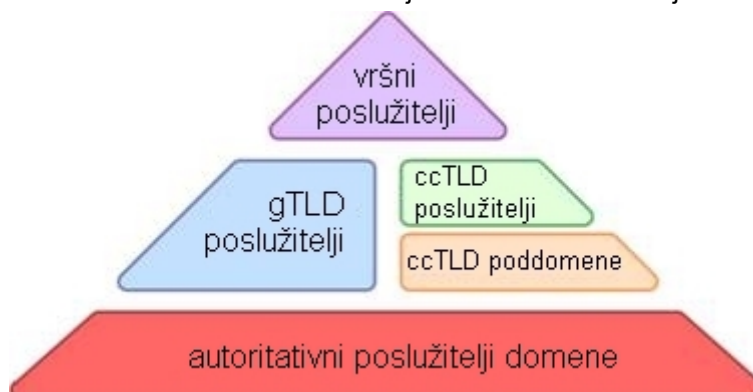 vršni
poslužitelji
gTLD
poslužitelji
ccTLD
poslužitelji
ccTLD poddomene
autoritativni poslužitelji domene